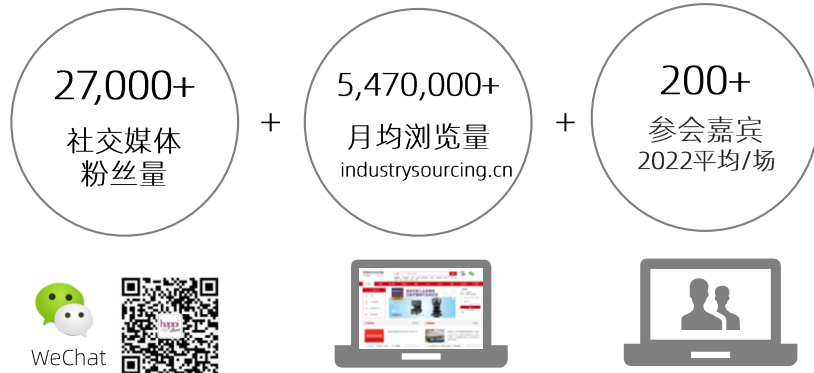 27,000+
社交媒体
粉丝量
+
5,470,000+
月均浏览量
industrysourcing.cn
+
200+
参会嘉宾
2022平均/场
WeChat
happi